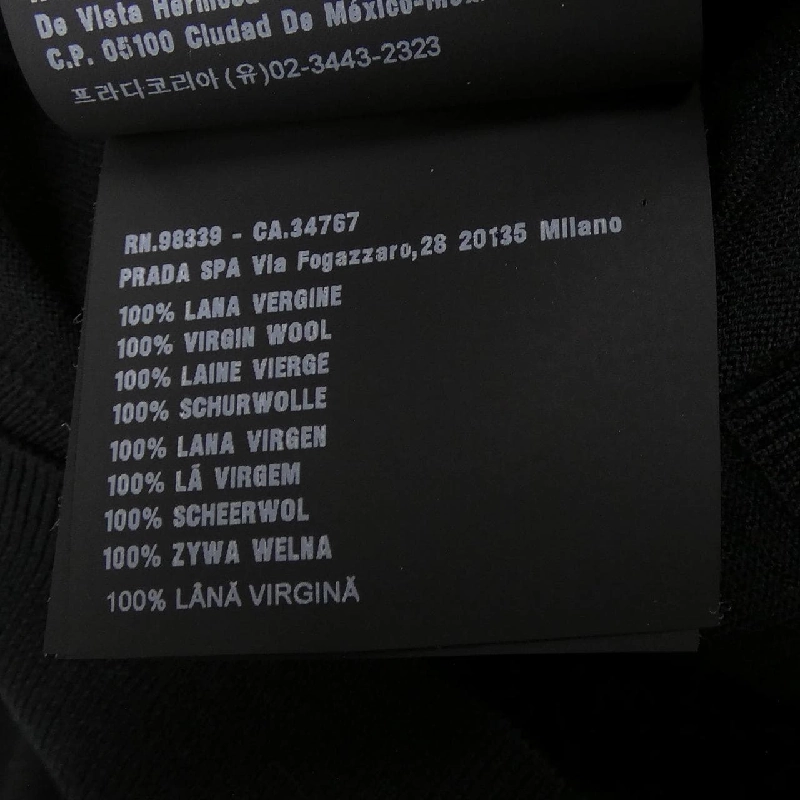 De Vista Hermosa
C.P. 05100 Ciudad De México-
프라다코리아(유)02-3443-2323
RN.98339 - CA.34767
PRADA SPA Via Fogazzaro,28 20135 Milano
100% LANA VERGINE
100% VIRGIN WOOL
100% LAINE VIERGE
100% SCHURWOLLE
100% LANA VIRGEN
100% LÃ VIRGEM
100% SCHEERWOL
100% ZYWA WELNA
100% LÂNĂ VIRGINĂ